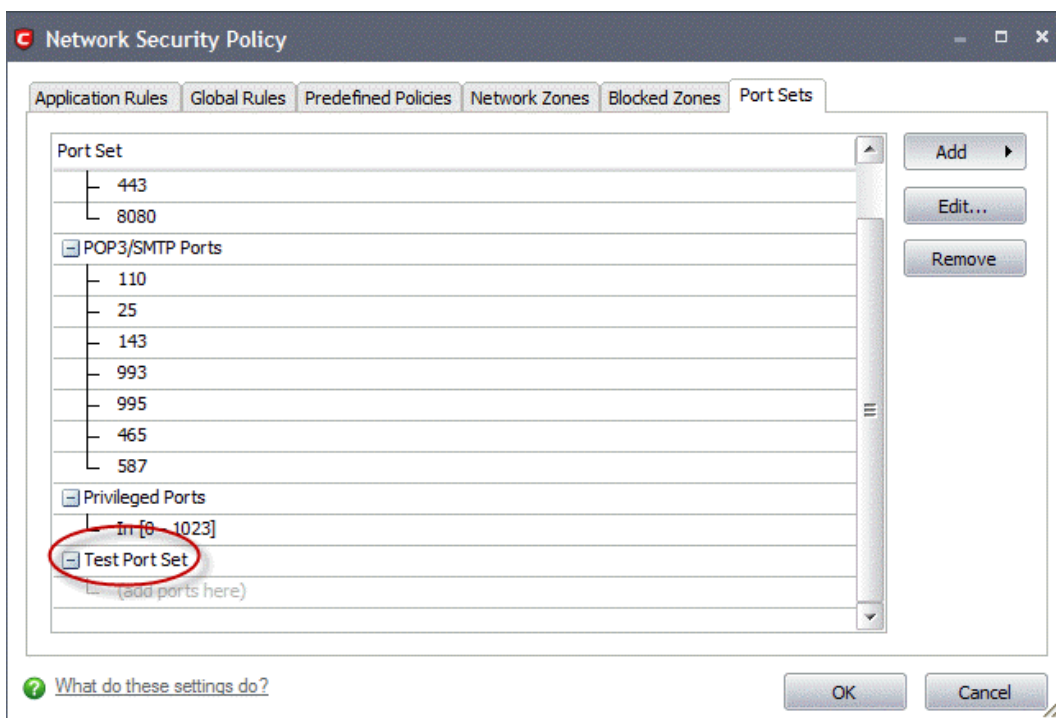 Network Security Policy
Application Rules Global Rules Predefined Policies Network Zones Blocked Zones Port Sets
Port Set
Add
443
8080
Edit...
POP3/SMTP Ports
Remove
110
25
143
993
995
465
587
Privileged Ports
In [0 - 1023]
Test Port Set
(add ports here)
What do these settings do?
OK Cancel